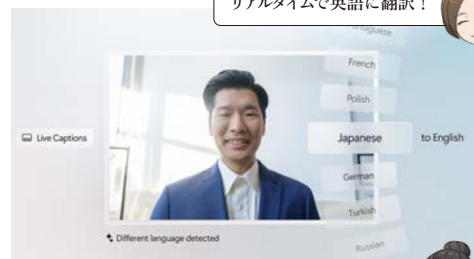 リアルタイムで英語に翻訳！
Portuguese
French
Polish
Live Captions
Japanese
to English
German
Turkish
Different language detected
Russian